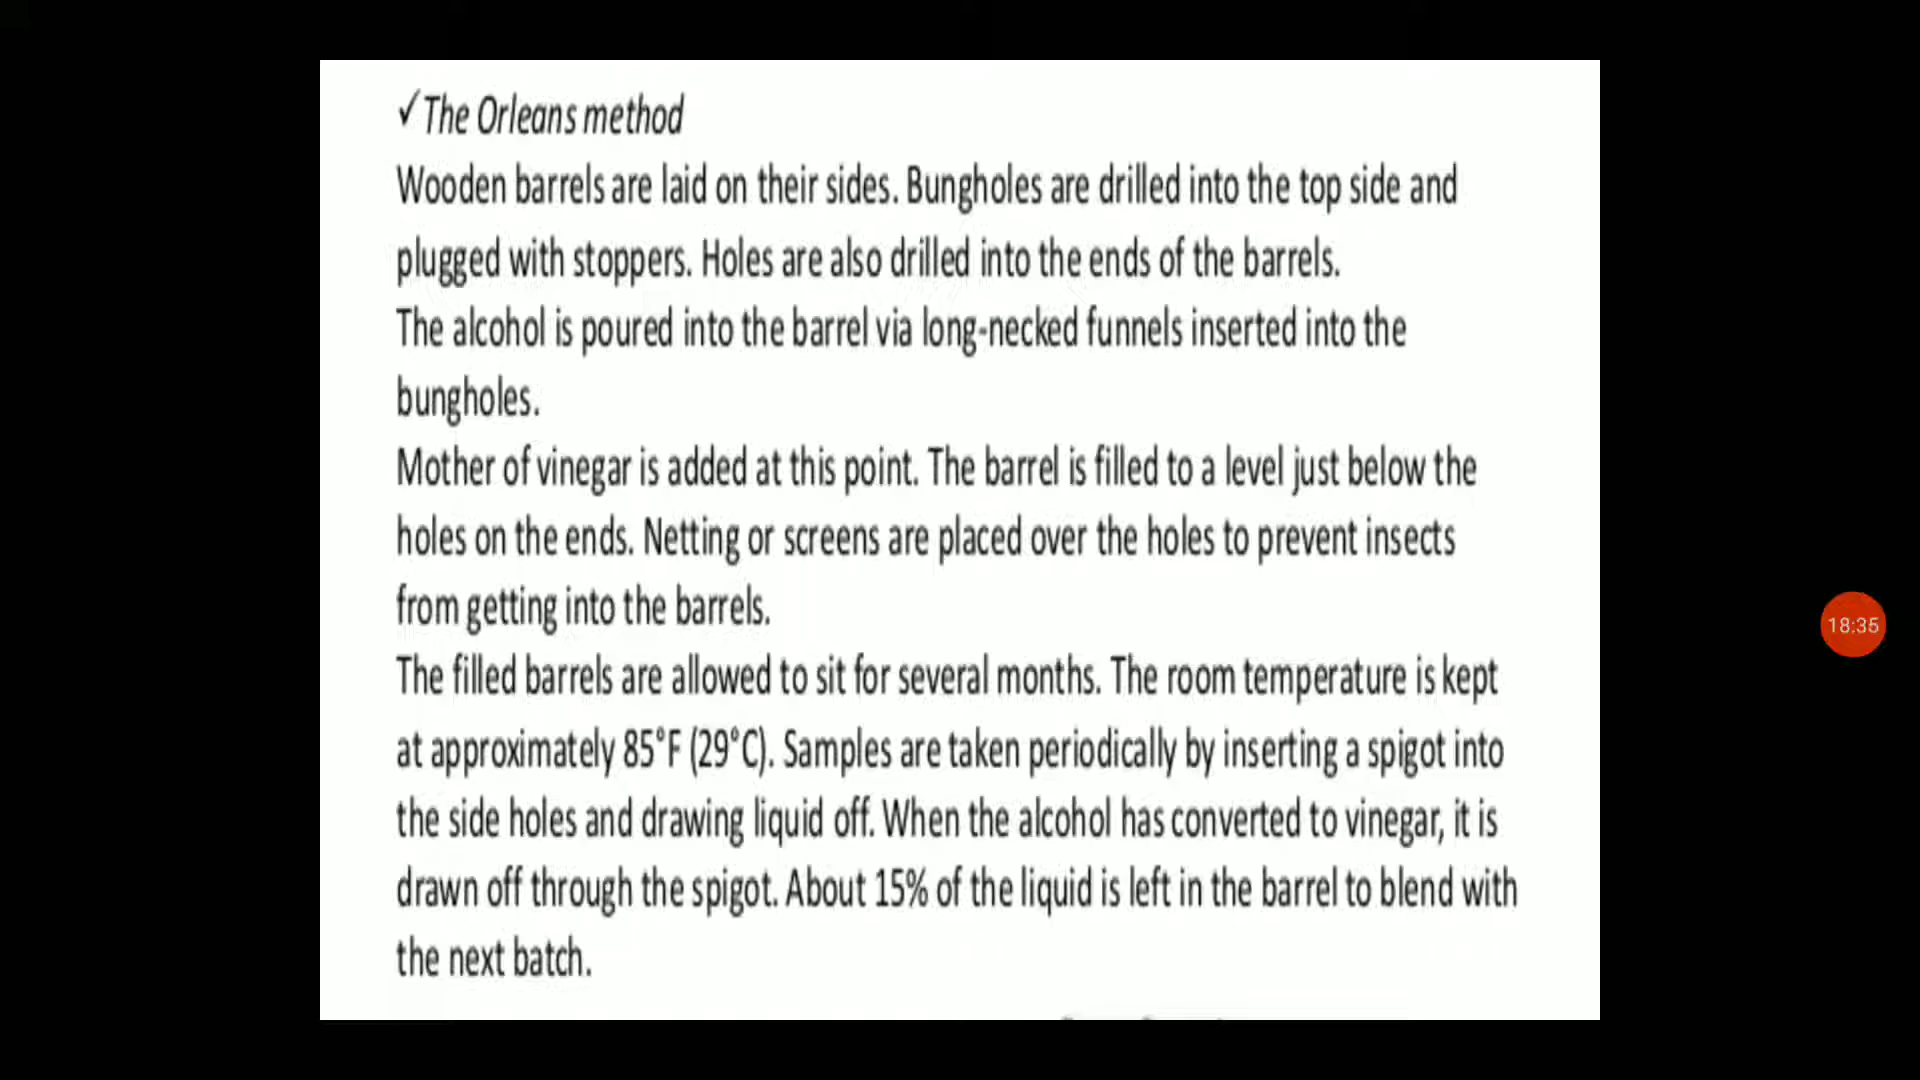 ✓The Orleans method
Wooden barrels are laid on their sides. Bungholes are drilled into the top side and
plugged with stoppers. Holes are also drilled into the ends of the barrels.
The alcohol is poured into the barrel via long-necked funnels inserted into the
bungholes.
Mother of vinegar is added at this point. The barrel is filled to a level just below the
holes on the ends. Netting or screens are placed over the holes to prevent insects
from getting into the barrels.
The filled barrels are allowed to sit for several months. The room temperature is kept
at approximately 85°F (29°C). Samples are taken periodically by inserting a spigot into
the side holes and drawing liquid off. When the alcohol has converted to vinegar, it is
drawn off through the spigot. About 15% of the liquid is left in the barrel to blend with
the next batch.
18:35